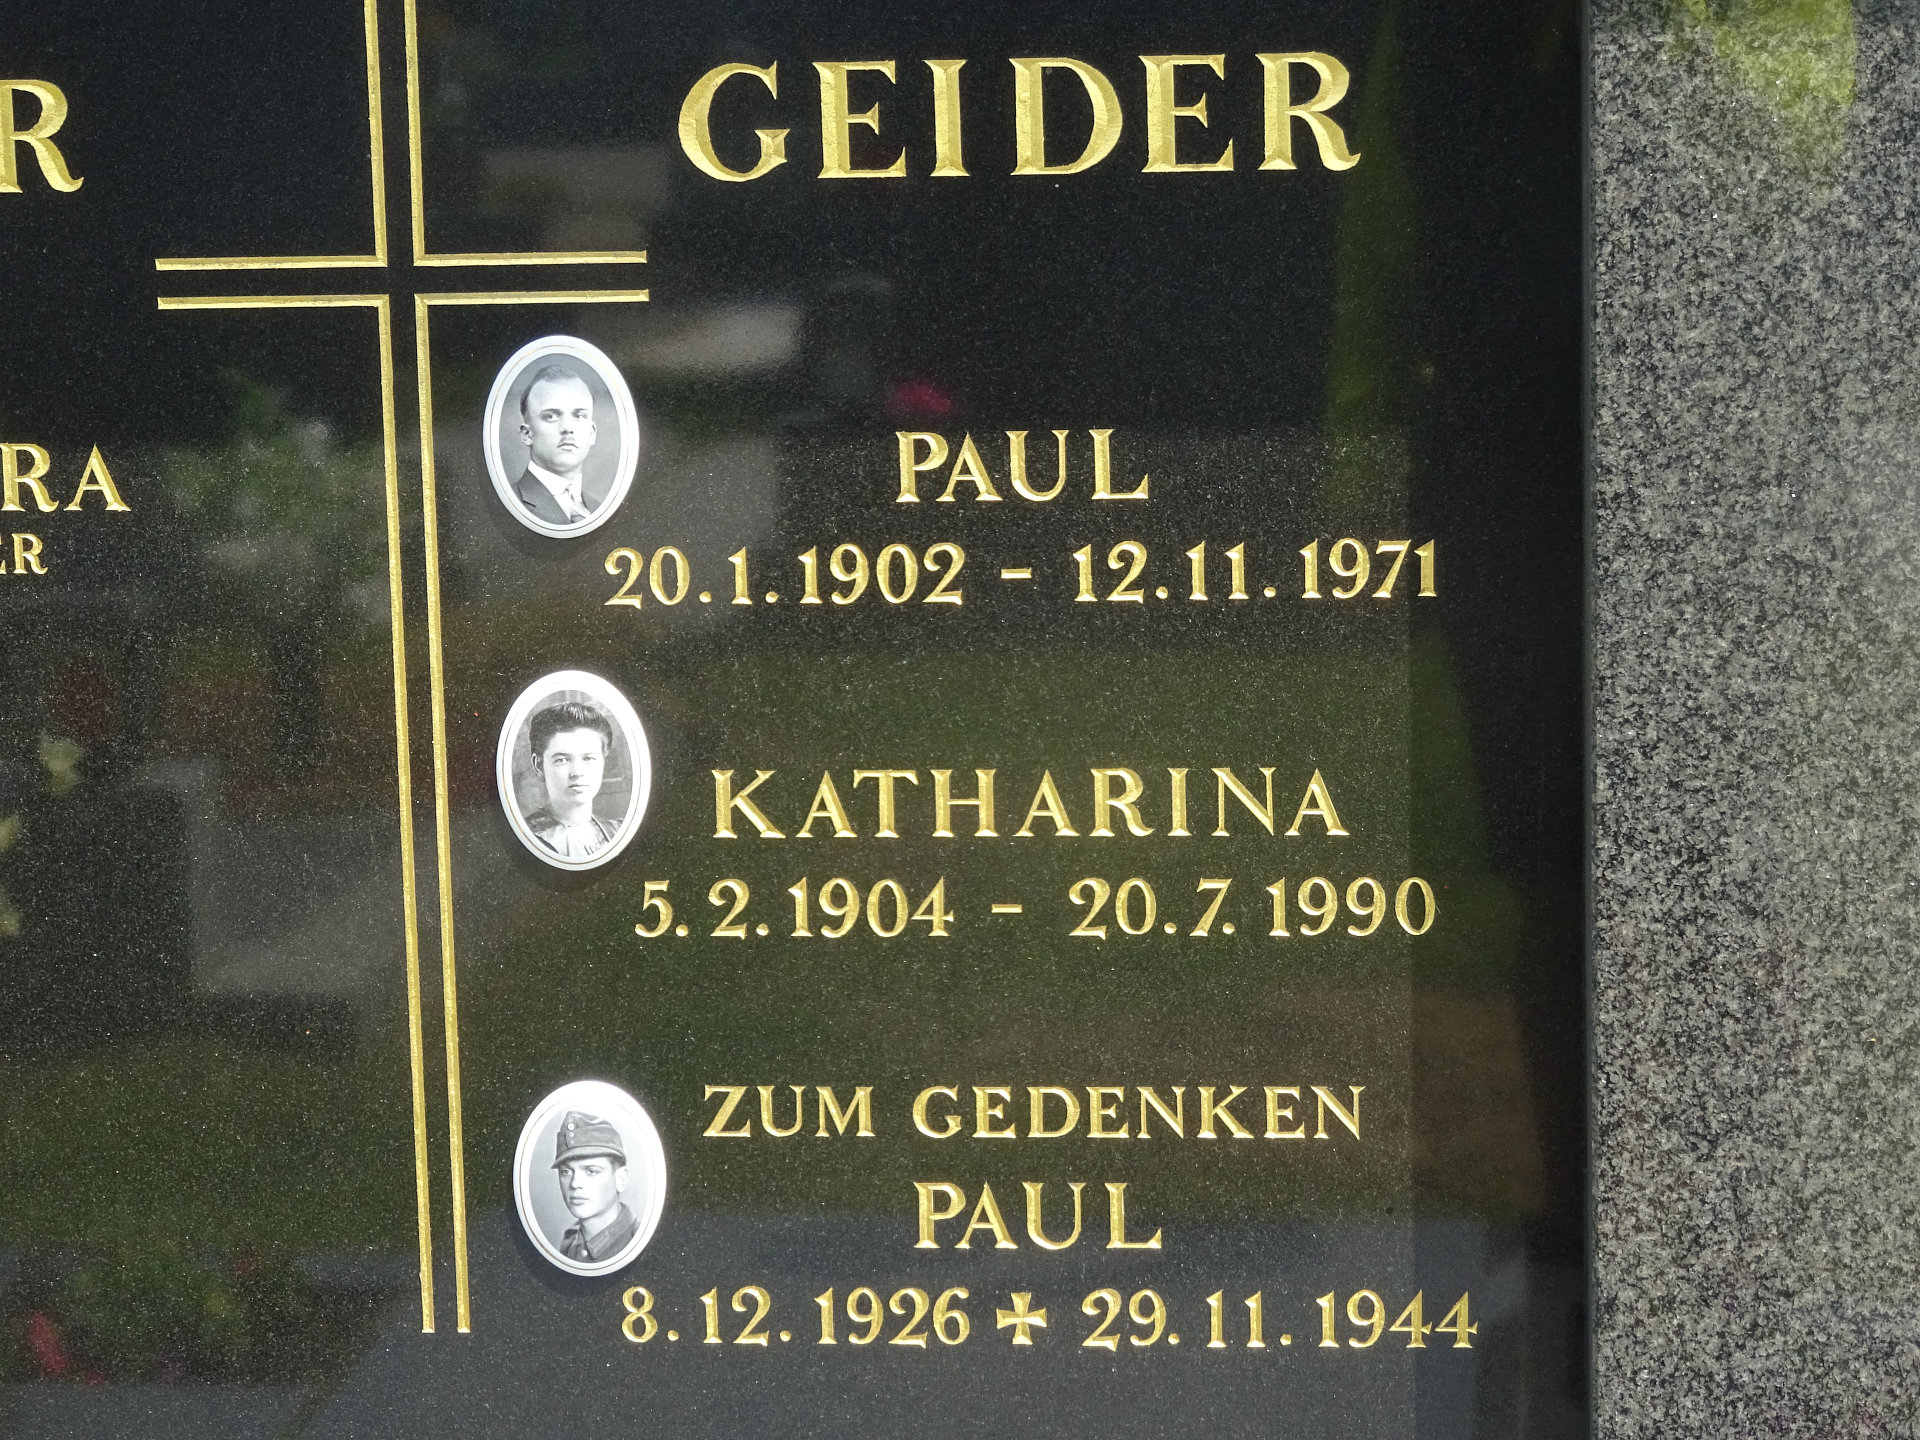 GEIDER
PAUL
20.1.1902 - 12.11.1971
KATHARINA
5.2.1904 - 20.7.1990
ZUM GEDENKEN
PAUL
8.12.1926 ✠ 29.11.1944